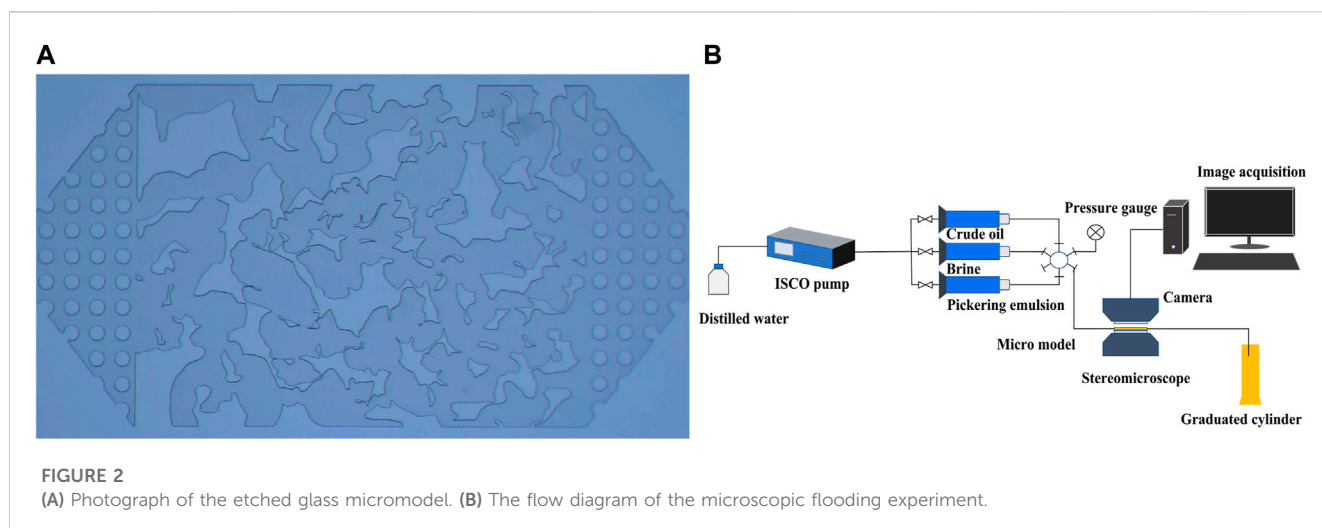 A
B
Image acquisition
Pressure gauge
Crude oil
Brine
ISCO pump
Pickering emulsion
Camera
Distilled water
Micro model
Stereomicroscope
Graduated cylinder
FIGURE 2
(A) Photograph of the etched glass micromodel. (B) The flow diagram of the microscopic flooding experiment.